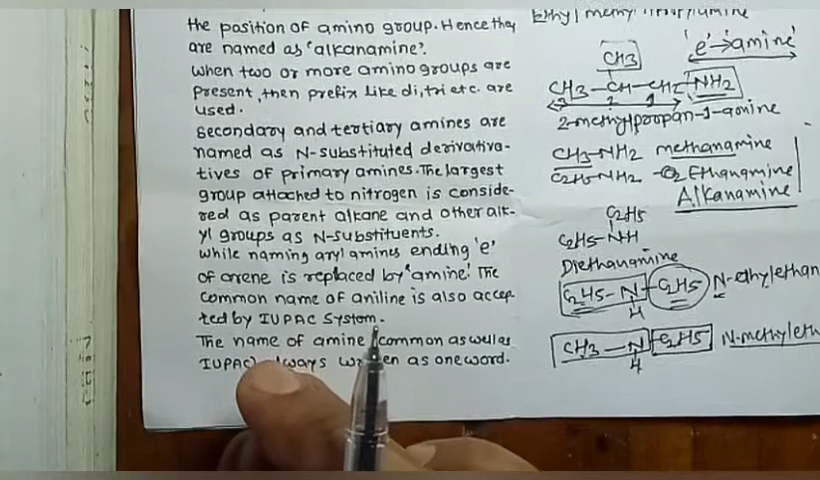 the position of amino group. Hence they
are named as 'alkanamine'.
When two or more amino groups are
present, then prefix like di, tri etc. are
used.
Secondary and tertiary amines are
named as N-substituted derivativa-
tives of primary amines. The largest
group attached to nitrogen is conside-
red as parent alkane and other alk-
yl groups as N-substituents.
While naming aryl amines ending 'e'
of arene is replaced by 'amine'. The
common name of aniline is also accep-
ted by IUPAC System.
The name of amine (common as well as
IUPAC) always as one word.
'e'→amine'
CH3
CH3-CH-CH2 NH2
3 2 1
2-methylpropan-1-amine
CH3-NH2 methanamine
C2H5-NH2 Ethanamine
Alkanamine
C2H5
C2H5-NH
Diethanamine
C2H5-N-C2H5 N-ethylethan
H
CH3-N-C2H5 N-methyleth
H